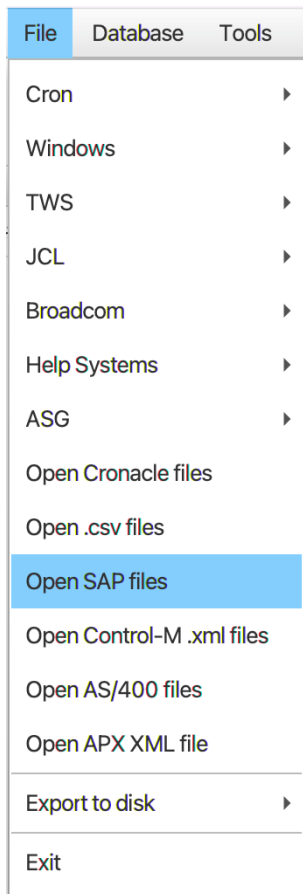 File Database Tools
Cron
Windows
TWS
JCL
Broadcom
Help Systems
ASG
Open Cronacle files
Open .csv files
Open SAP files
Open Control-M .xml files
Open AS/400 files
Open APX XML file
Export to disk
Exit